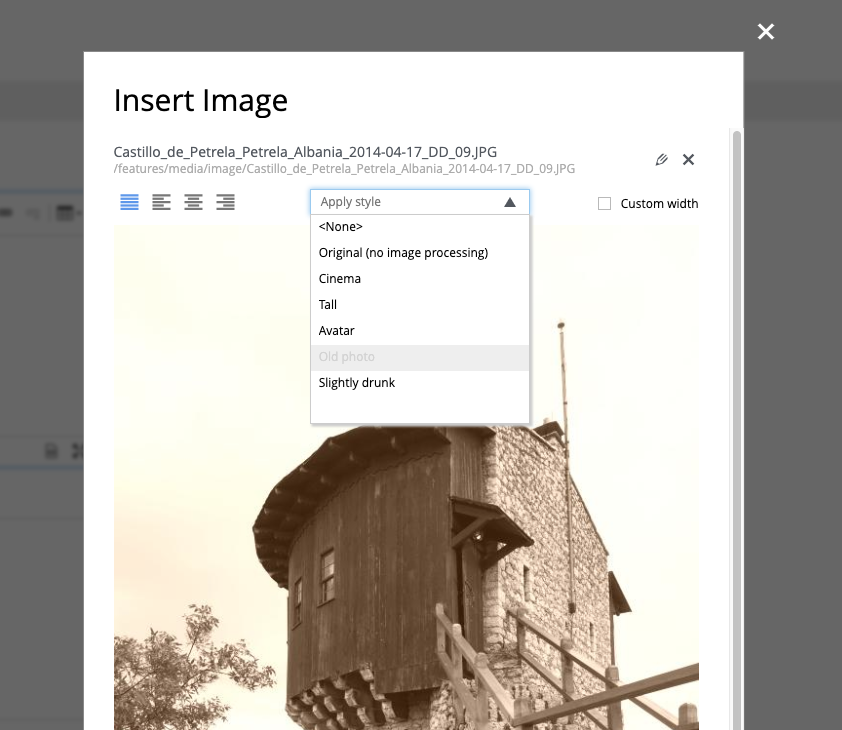 Insert Image
Castillo_de_Petrela_Petrela_Albania_2014-04-17_DD_09.JPG
/features/media/image/Castillo_de_Petrela_Petrela_Albania_2014-04-17_DD_09.JPG
Apply style
Custom width
<None>
Original (no image processing)
Cinema
Tall
Avatar
Old photo
Slightly drunk